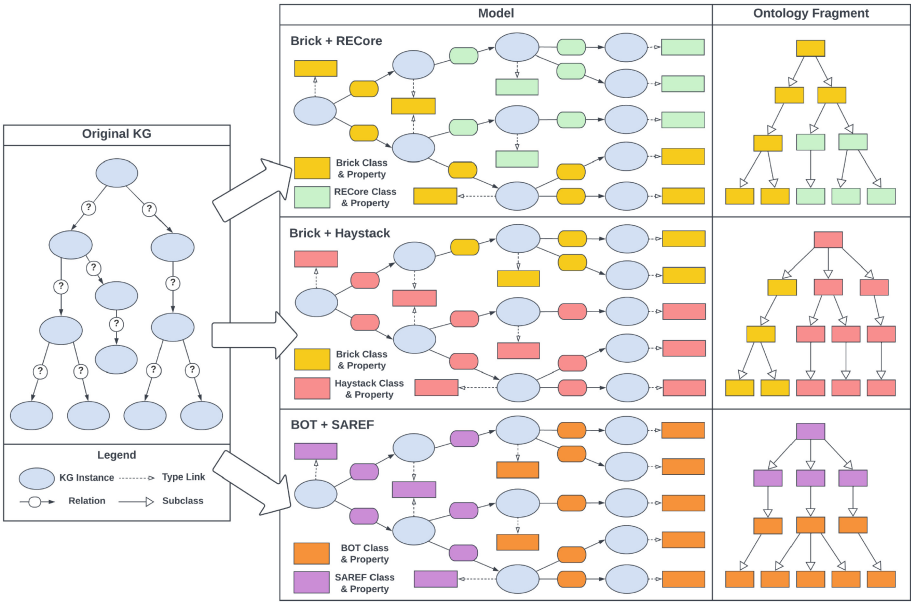 Model
Ontology Fragment
Brick + RECore
Brick Class
& Property
RECore Class
& Property
Original KG
?
?
?
?
?
?
?
?
?
?
?
Legend
KG Instance
Type Link
Relation
Subclass
Brick + Haystack
Brick Class
& Property
Haystack Class
& Property
BOT + SAREF
BOT Class
& Property
SAREF Class
& Property